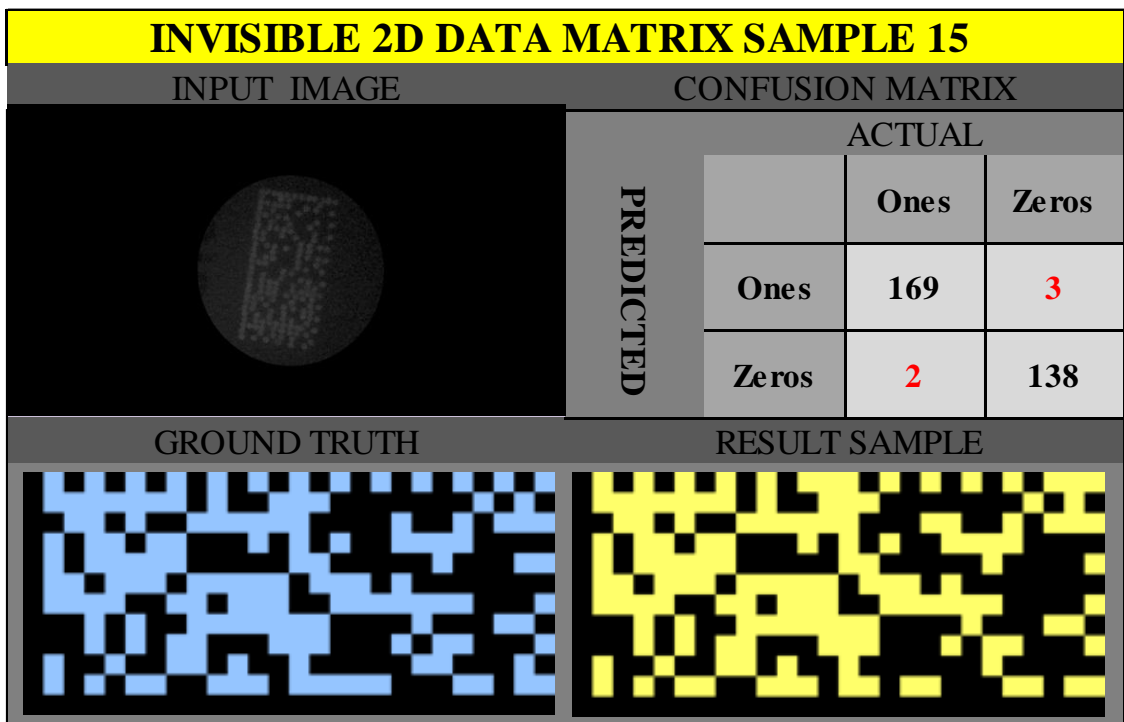 INVISIBLE 2D DATA MATRIX SAMPLE 15
INPUT IMAGE
CONFUSION MATRIX
ACTUAL
PREDICTED
Ones Zeros
Ones 169 3
Zeros 2 138
GROUND TRUTH
RESULT SAMPLE